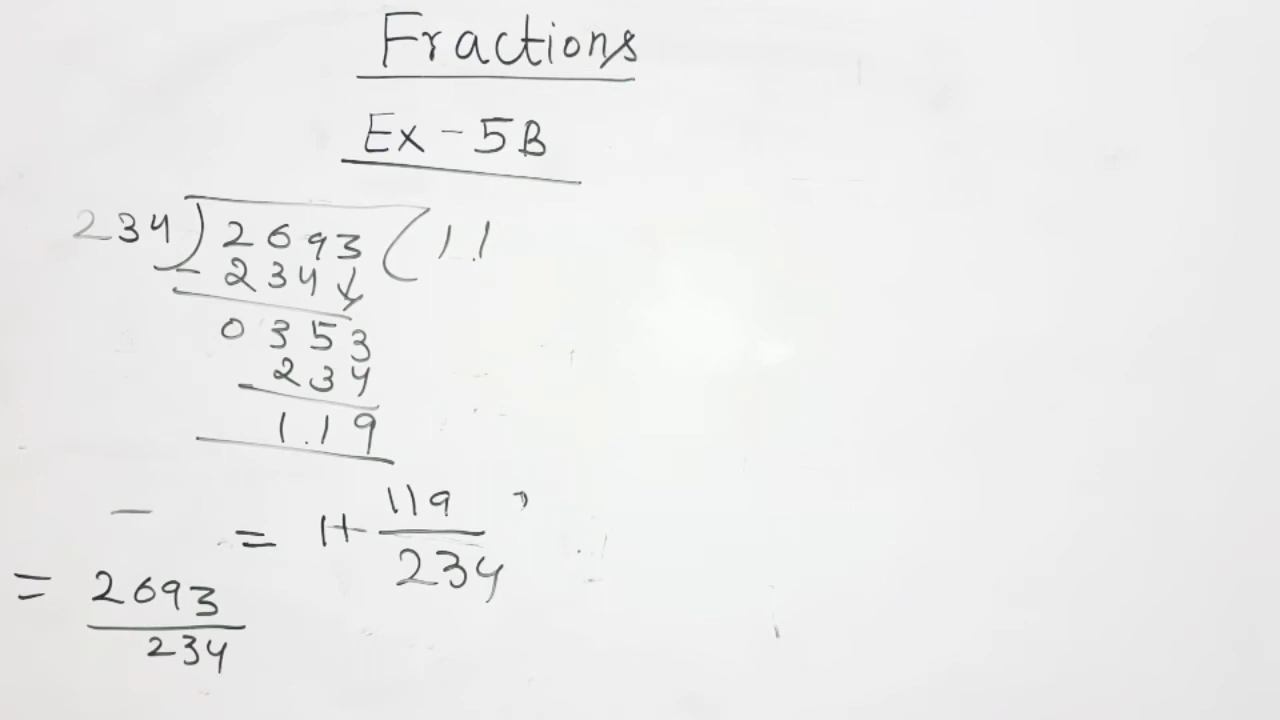 Fractions
Ex - 5B
234 ) 2693 ( 11
- 234 ↓
0353
- 234
119
= 11 119/234
= 2693/234